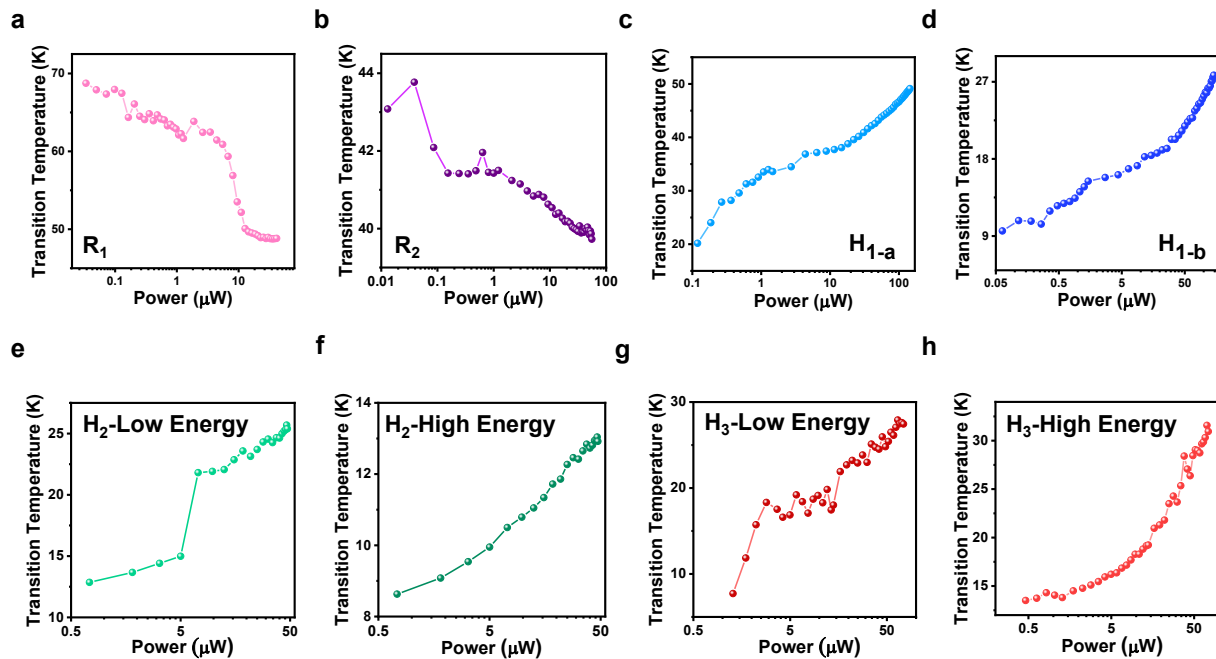 a
Transition Temperature (K)
70
60
50
0.1
1
10
Power (μW)
R1
b
Transition Temperature (K)
44
42
40
0.01
0.1
1
10
100
Power (μW)
R2
c
Transition Temperature (K)
50
40
30
20
0.1
1
10
100
Power (μW)
H1-a
d
Transition Temperature (K)
27
18
9
0.05
0.5
5
50
Power (μW)
H1-b
e
Transition Temperature (K)
25
20
15
10
0.5
5
50
Power (μW)
H2-Low Energy
f
Transition Temperature (K)
14
12
10
8
0.5
5
50
Power (μW)
H2-High Energy
g
Transition Temperature (K)
30
20
10
0.5
5
50
Power (μW)
H3-Low Energy
h
Transition Temperature (K)
30
25
20
15
0.5
5
50
Power (μW)
H3-High Energy